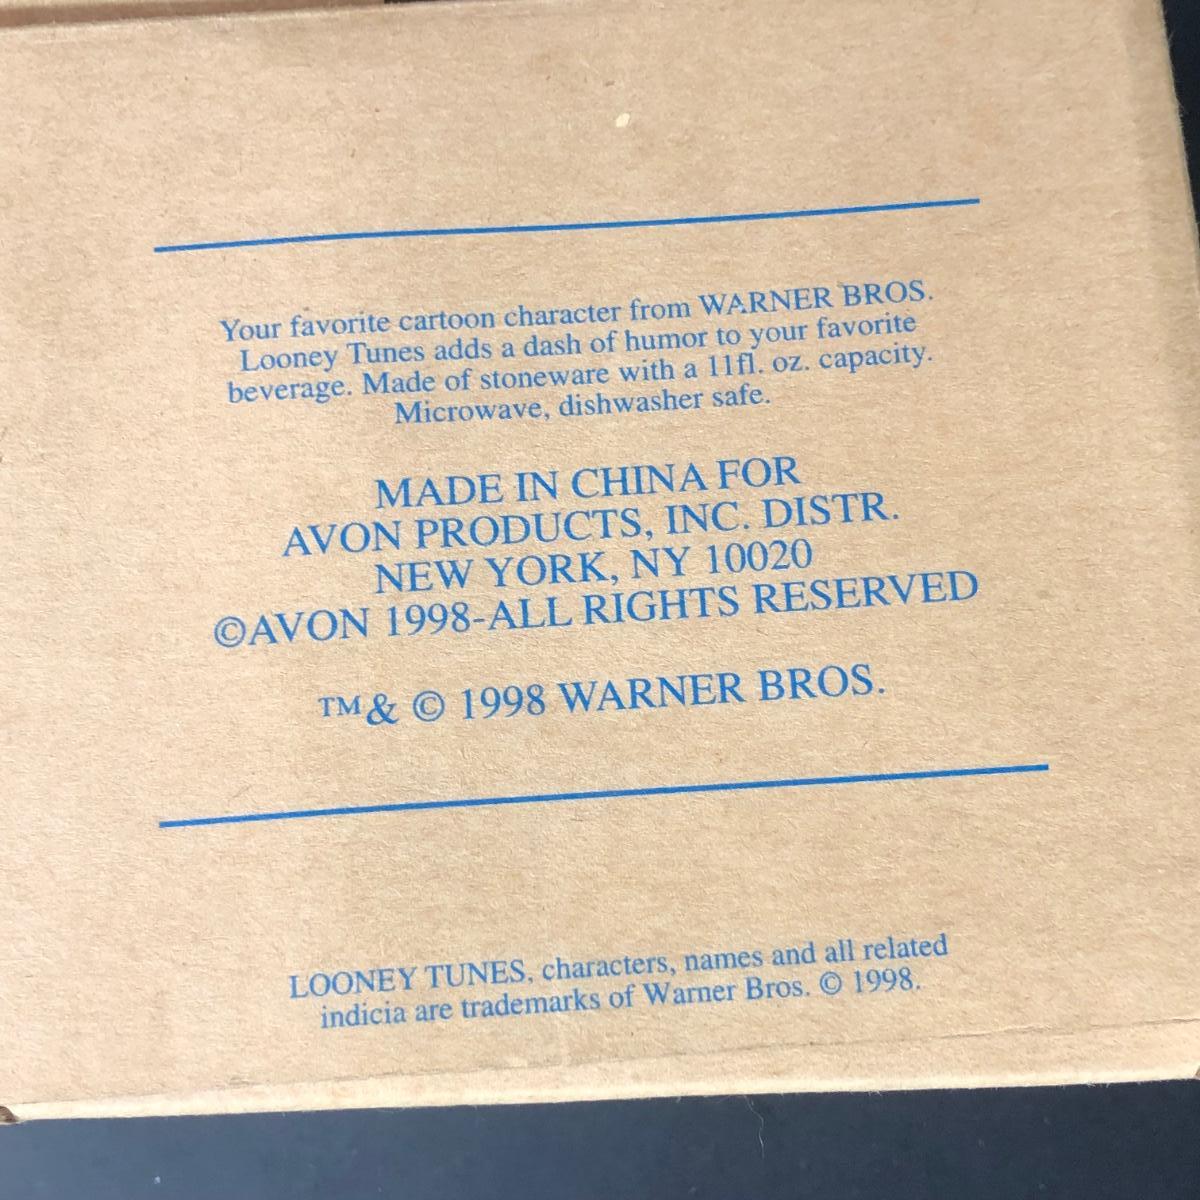 Your favorite cartoon character from WARNER BROS.
Looney Tunes adds a dash of humor to your favorite
beverage. Made of stoneware with a 11fl. oz. capacity.
Microwave, dishwasher safe.
MADE IN CHINA FOR
AVON PRODUCTS, INC. DISTR.
NEW YORK, NY 10020
©AVON 1998-ALL RIGHTS RESERVED
™& © 1998 WARNER BROS.
LOONEY TUNES, characters, names and all related
indicia are trademarks of Warner Bros. © 1998.